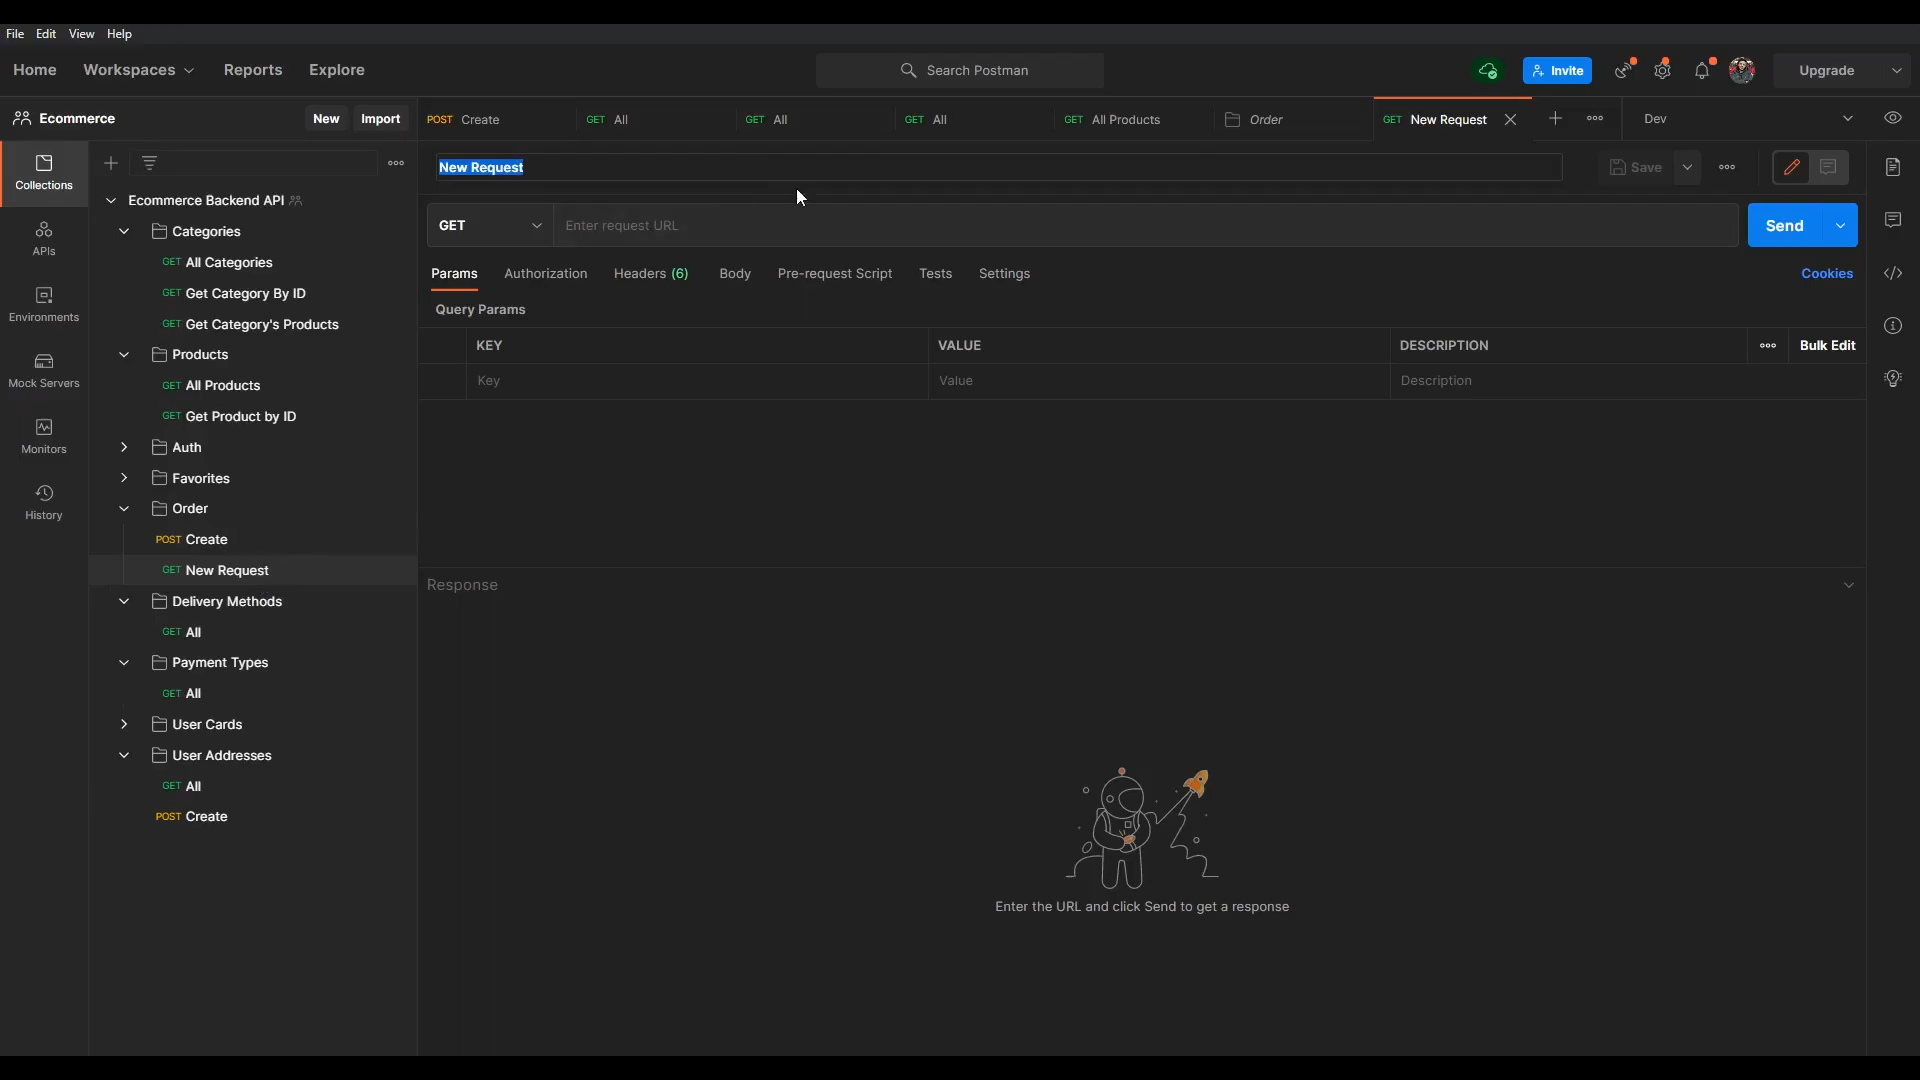 File Edit View Help
Home Workspaces Reports Explore Search Postman Invite Upgrade
Ecommerce New Import POST Create GET All GET All GET All GET All Products Order GET New Request Dev
Collections
APIs
Environments
Mock Servers
Monitors
History
Ecommerce Backend API
Categories
GET All Categories
GET Get Category By ID
GET Get Category's Products
Products
GET All Products
GET Get Product by ID
Auth
Favorites
Order
POST Create
GET New Request
Delivery Methods
GET All
Payment Types
GET All
User Cards
User Addresses
GET All
POST Create
New Request Save
GET Enter request URL Send
Params Authorization Headers (6) Body Pre-request Script Tests Settings Cookies
Query Params
KEY VALUE DESCRIPTION Bulk Edit
Key Value Description
Response
Enter the URL and click Send to get a response